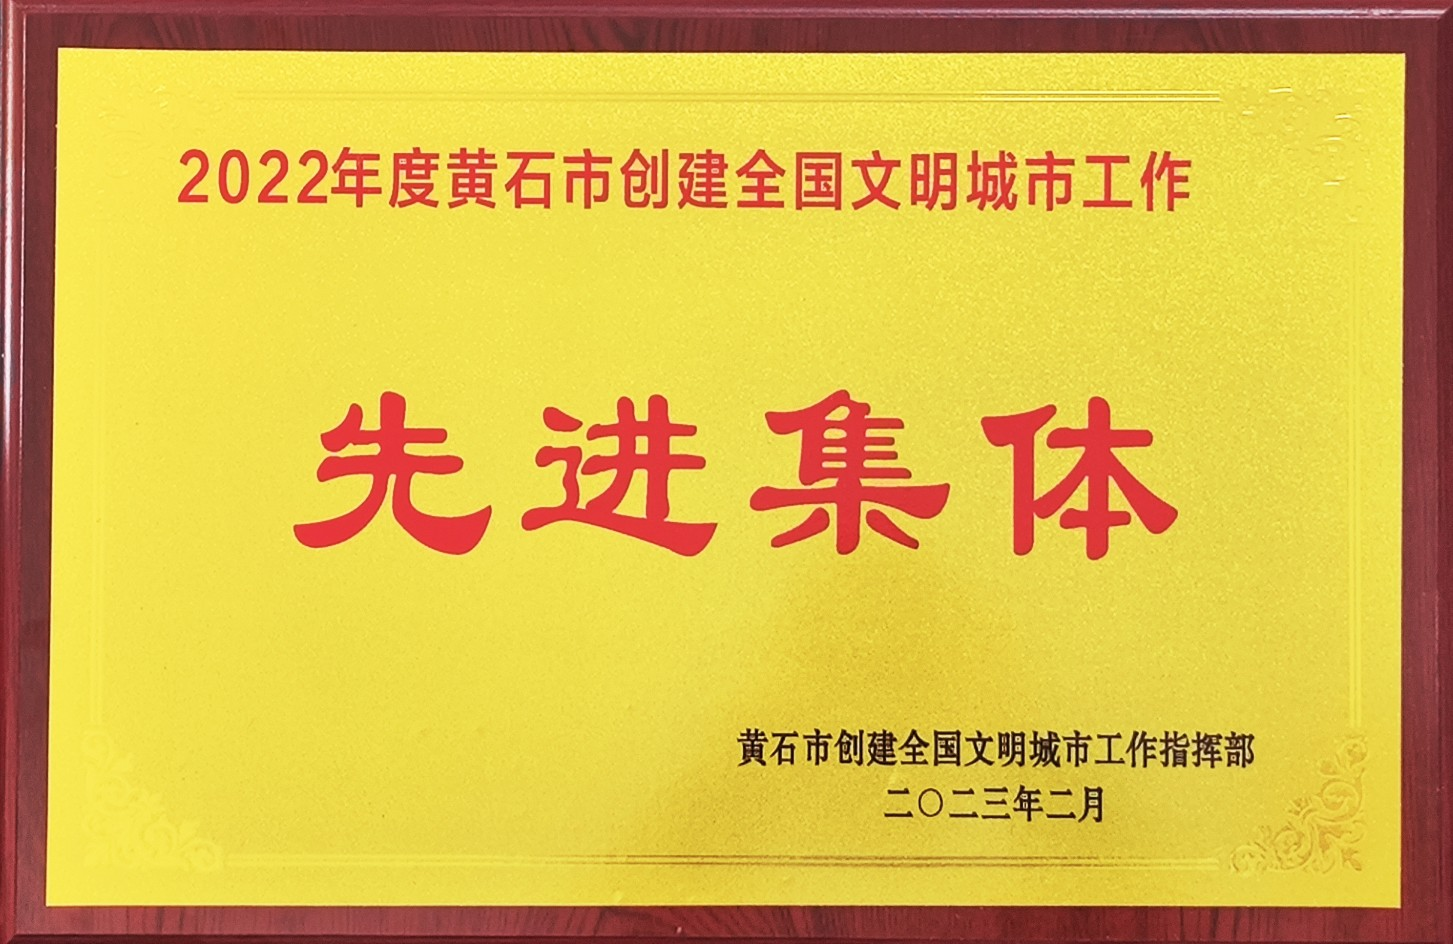 2022年度黄石市创建全国文明城市工作
先进集体
黄石市创建全国文明城市工作指挥部
二〇二三年二月